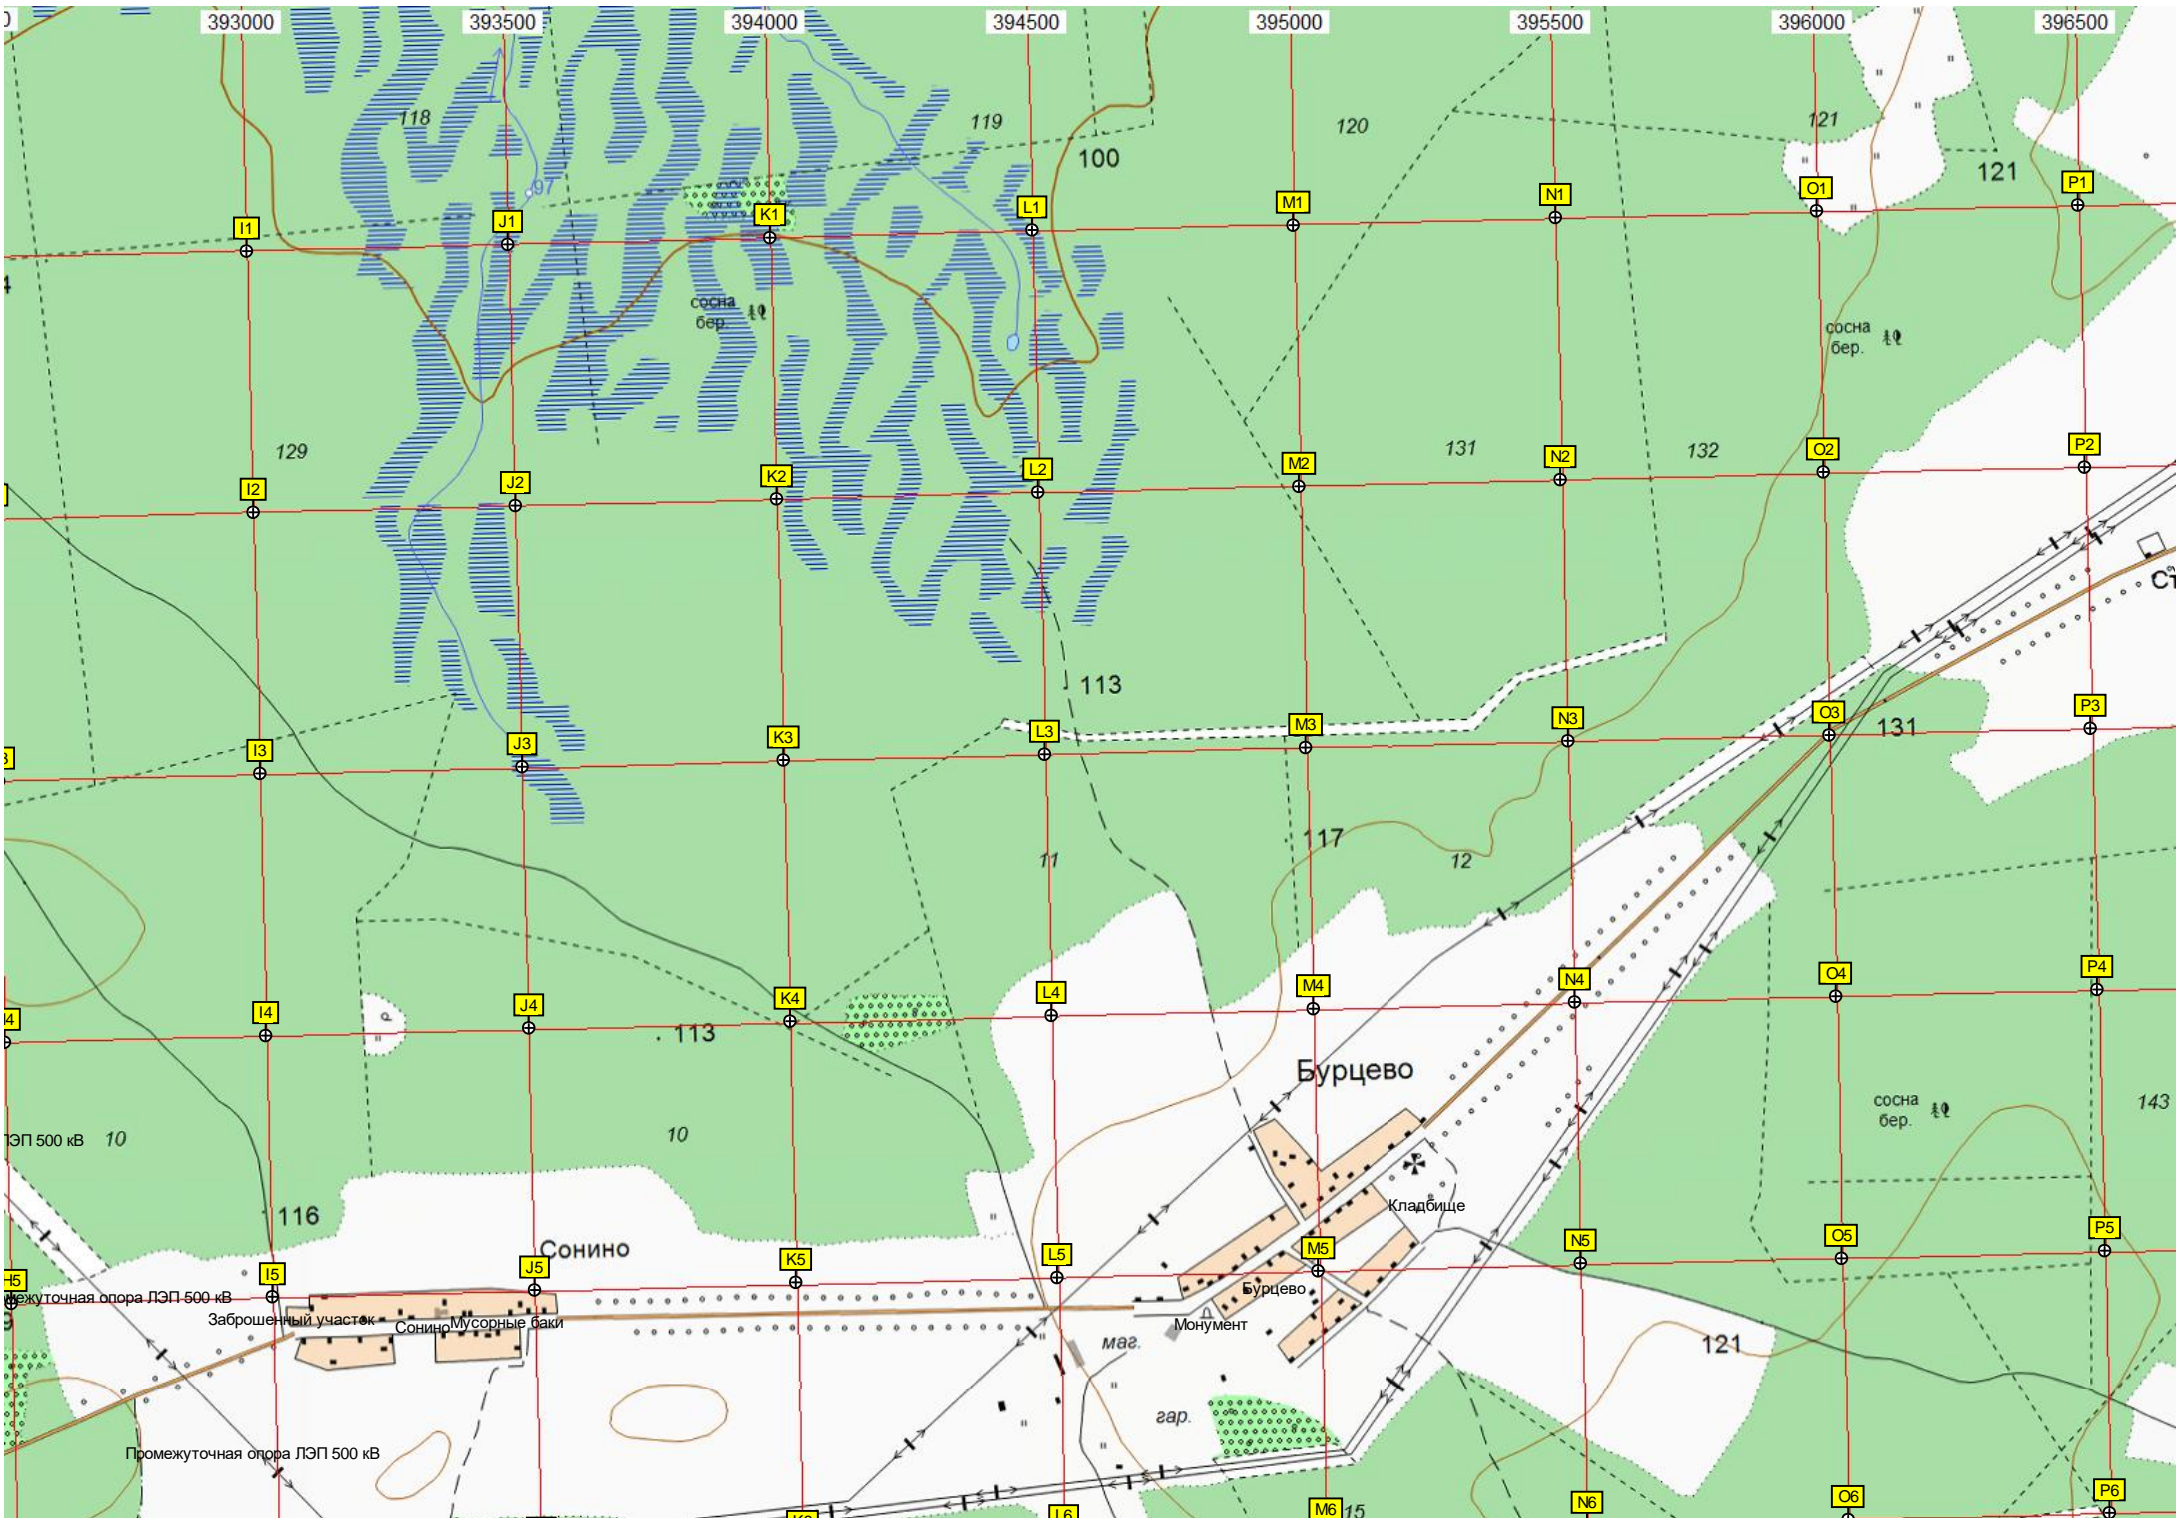 393000 393500 394000 394500 395000 395500 396000 396500
118 119 120 121
100 121
97
I1 J1 K1 L1 M1 N1 O1 P1
сосна
бер.
сосна
бер.
129 131 132
I2 J2 K2 L2 M2 N2 O2 P2
113
131
I3 J3 K3 L3 M3 N3 O3 P3
117
11 12
I4 J4 K4 L4 M4 N4 O4 P4
113
Бурцево
сосна
бер.
143
ЛЭП 500 кВ
10 10
116
Кладбище
Сонино
H5 I5 J5 K5 L5 M5 N5 O5 P5
Бурцево
межуточная опора ЛЭП 500 кВ
Заброшенный участок
Сонино
Мусорные баки
Монумент
маг.
121
гар.
Промежуточная опора ЛЭП 500 кВ
K6 L6 M6 15 N6 O6 P6